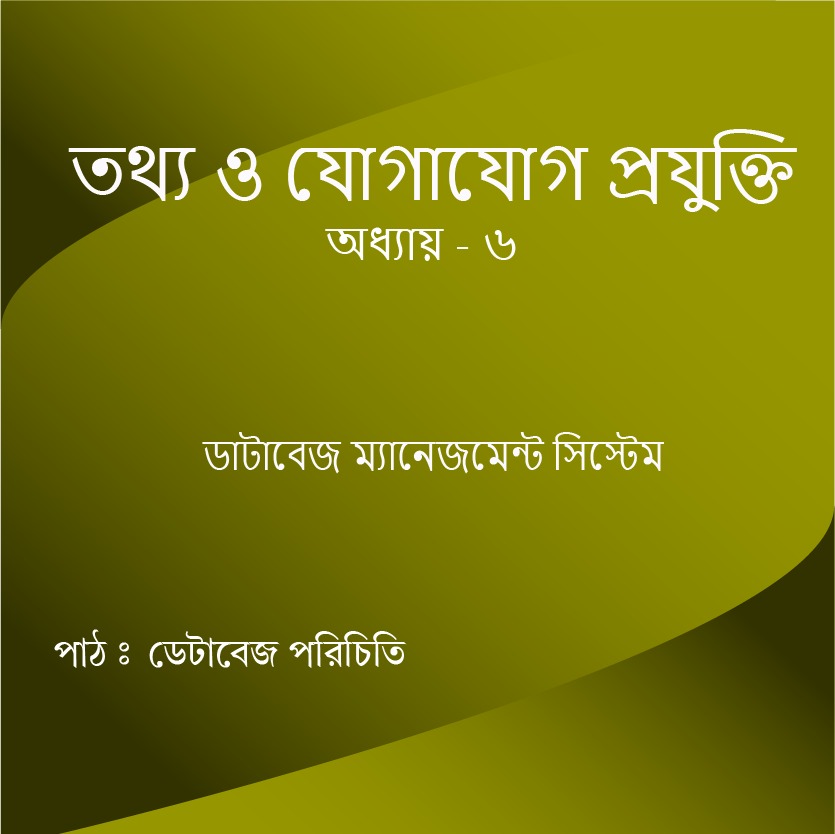 তথ্য ও যোগাযোগ প্রযুক্তি
অধ্যায় - ৬
ডাটাবেজ ম্যানেজমেন্ট সিস্টেম
পাঠ ঃ ডেটাবেজ পরিচিতি